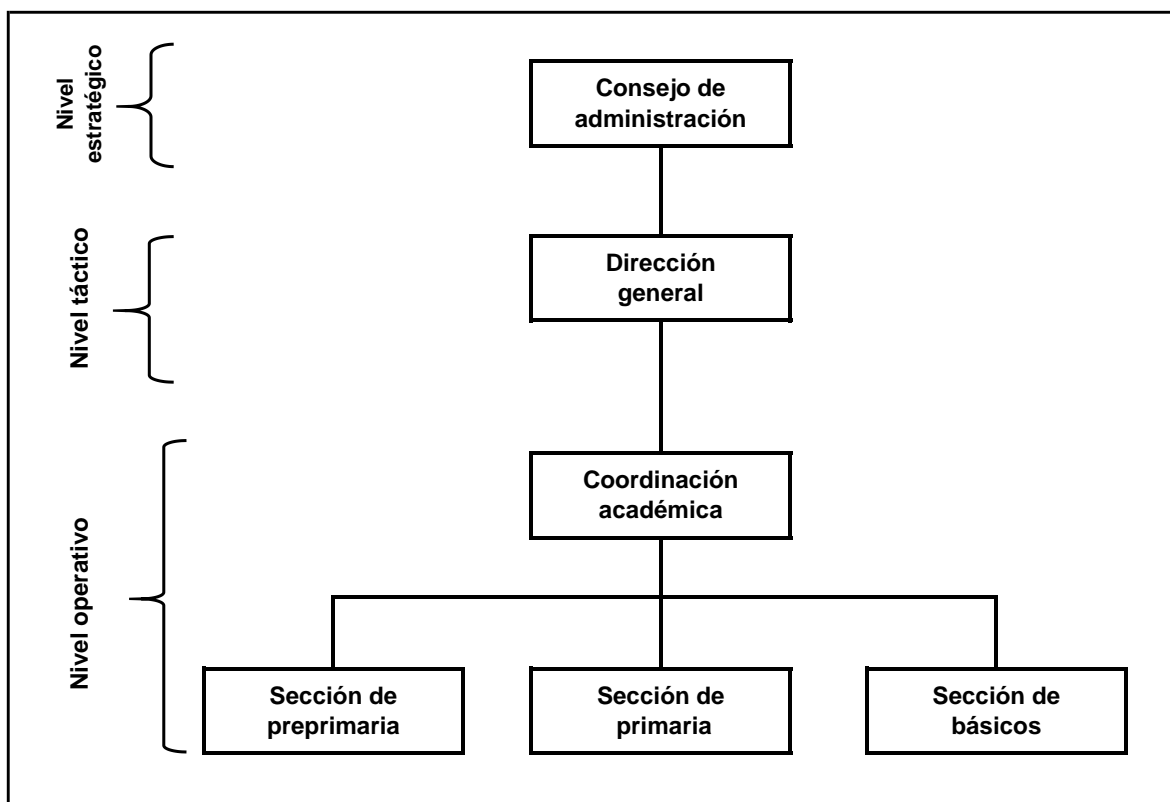 Nivel
estratégico
Consejo de
administración
Nivel táctico
Dirección
general
Nivel operativo
Coordinación
académica
Sección de
preprimaria
Sección de
primaria
Sección de
básicos